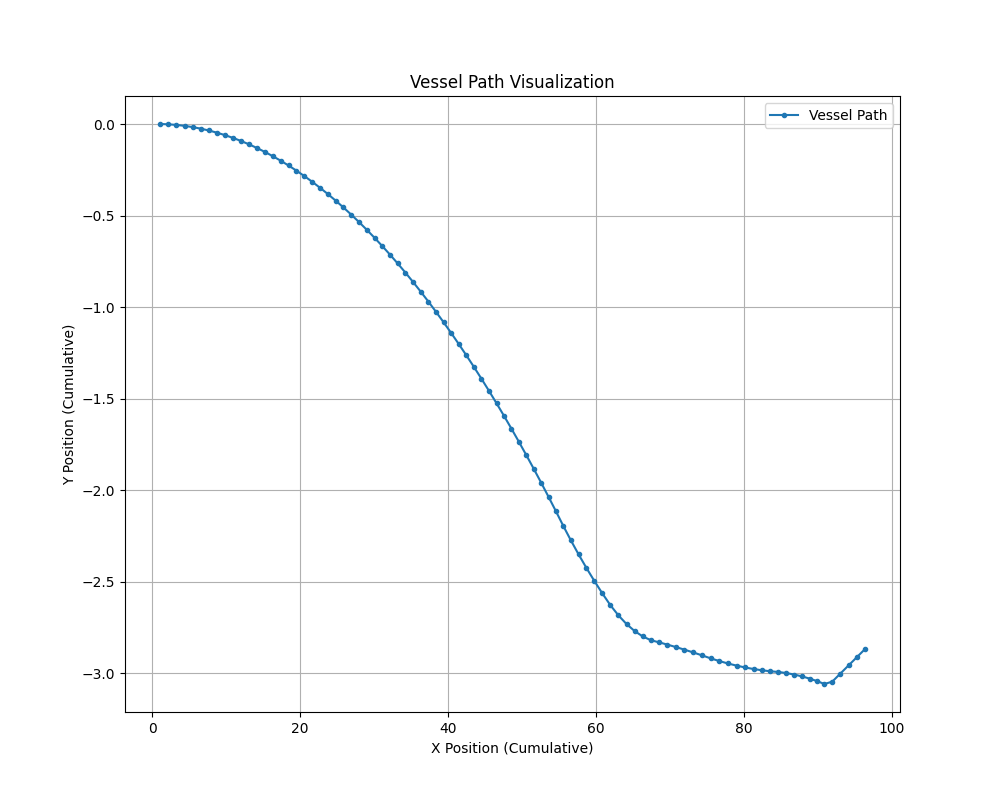 Vessel Path Visualization
Vessel Path
0.0
−0.5
−1.0
−1.5
−2.0
−2.5
−3.0
Y Position (Cumulative)
0 20 40 60 80 100
X Position (Cumulative)